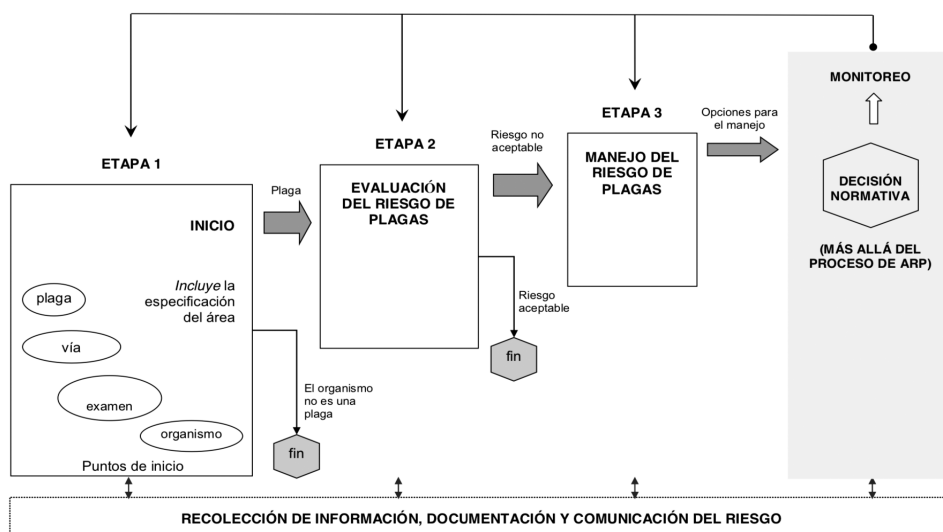 ETAPA 1
INICIO
Incluye la
especificación
del área
plaga
vía
examen
organismo
Puntos de inicio
Plaga
El organismo
no es una
plaga
fin
ETAPA 2
EVALUACIÓN
DEL RIESGO DE
PLAGAS
Riesgo no
aceptable
Riesgo
aceptable
fin
ETAPA 3
MANEJO DEL
RIESGO DE
PLAGAS
Opciones para
el manejo
MONITOREO
DECISIÓN
NORMATIVA
(MÁS ALLÁ DEL
PROCESO DE ARP)
RECOLECCIÓN DE INFORMACIÓN, DOCUMENTACIÓN Y COMUNICACIÓN DEL RIESGO